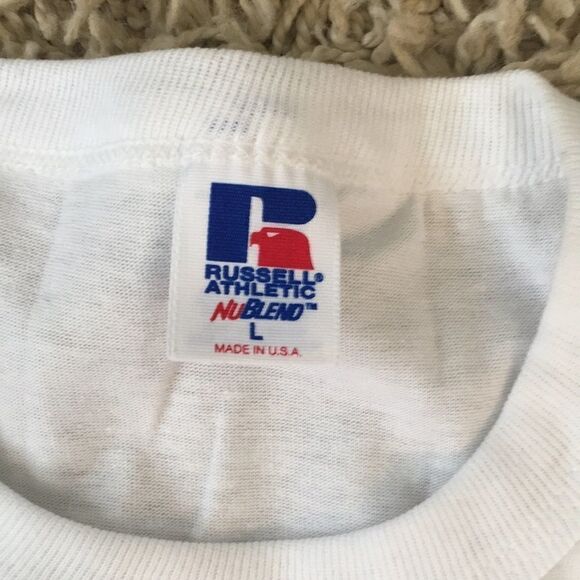 RUSSELL®
ATHLETIC
NUBLEND™
L
MADE IN U.S.A.